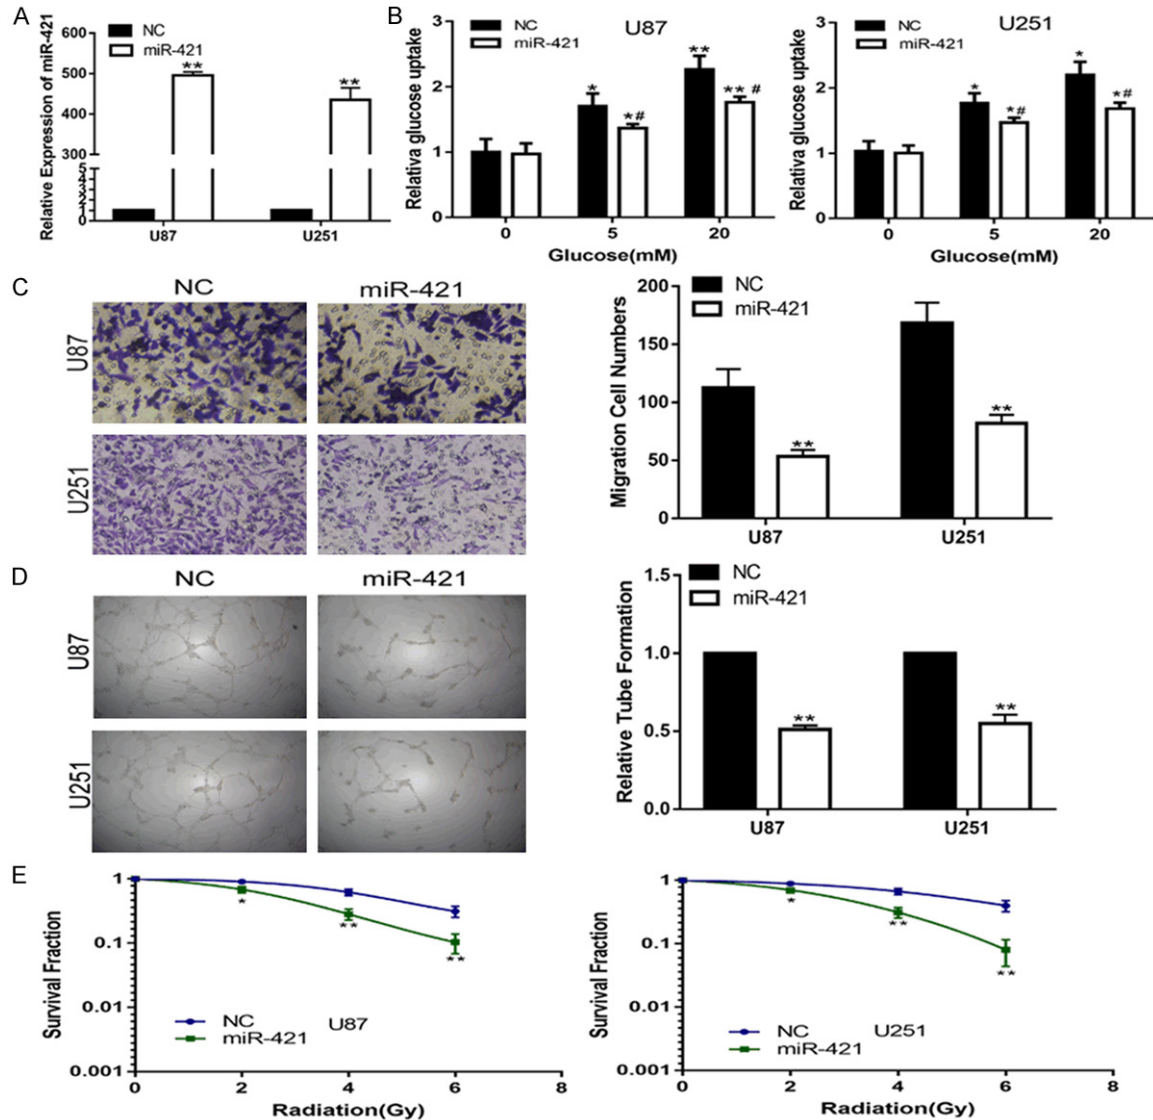 A
Relative Expression of miR-421
600
500
400
300
5
4
3
2
1
0
NC
miR-421
**
**
U87
U251
B
Relativa glucose uptake
3
2
1
0
NC
miR-421
U87
*
*#
**
** #
0
5
20
Glucose(mM)
Relativa glucose uptake
3
2
1
0
NC
miR-421
U251
*
*#
*
*#
0
5
20
Glucose(mM)
C
NC
miR-421
U87
U251
Migration Cell Numbers
200
150
100
50
0
NC
miR-421
**
**
U87
U251
D
NC
miR-421
U87
U251
Relative Tube Formation
1.5
1.0
0.5
0.0
NC
miR-421
**
**
U87
U251
E
Survival Fraction
1
0.1
0.01
0.001
*
**
**
NC
miR-421
U87
0
2
4
6
8
Radiation(Gy)
Survival Fraction
1
0.1
0.01
0.001
*
**
**
NC
miR-421
U251
0
2
4
6
8
Radiation(Gy)